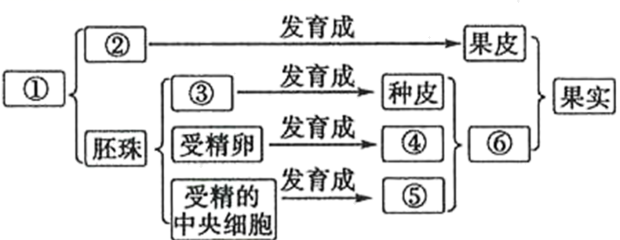 ② 发育成 果皮
①
③ 发育成 种皮
果实
胚珠 受精卵 发育成 ④ ⑥
受精的
中央细胞 发育成 ⑤